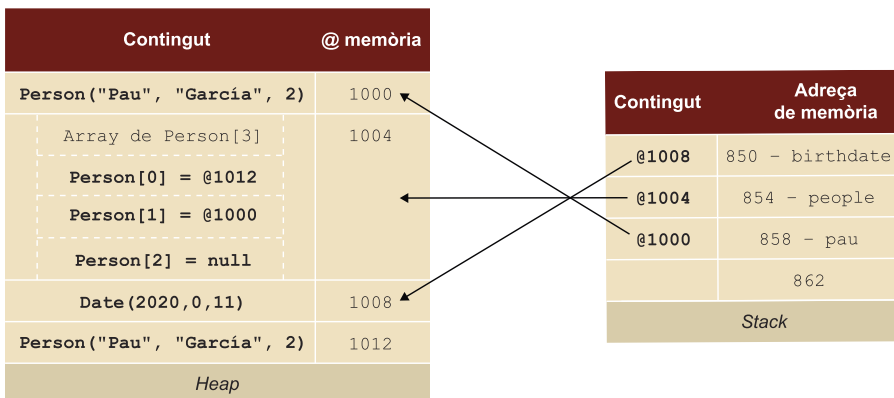 Contingut @ memòria
Person("Pau", "García", 2) 1000
Array de Person[3] 1004
Person[0] = @1012
Person[1] = @1000
Person[2] = null
Date(2020,0,11) 1008
Person("Pau", "García", 2) 1012
Heap
Contingut Adreça
de memòria
@1008 850 – birthdate
@1004 854 – people
@1000 858 – pau
862
Stack